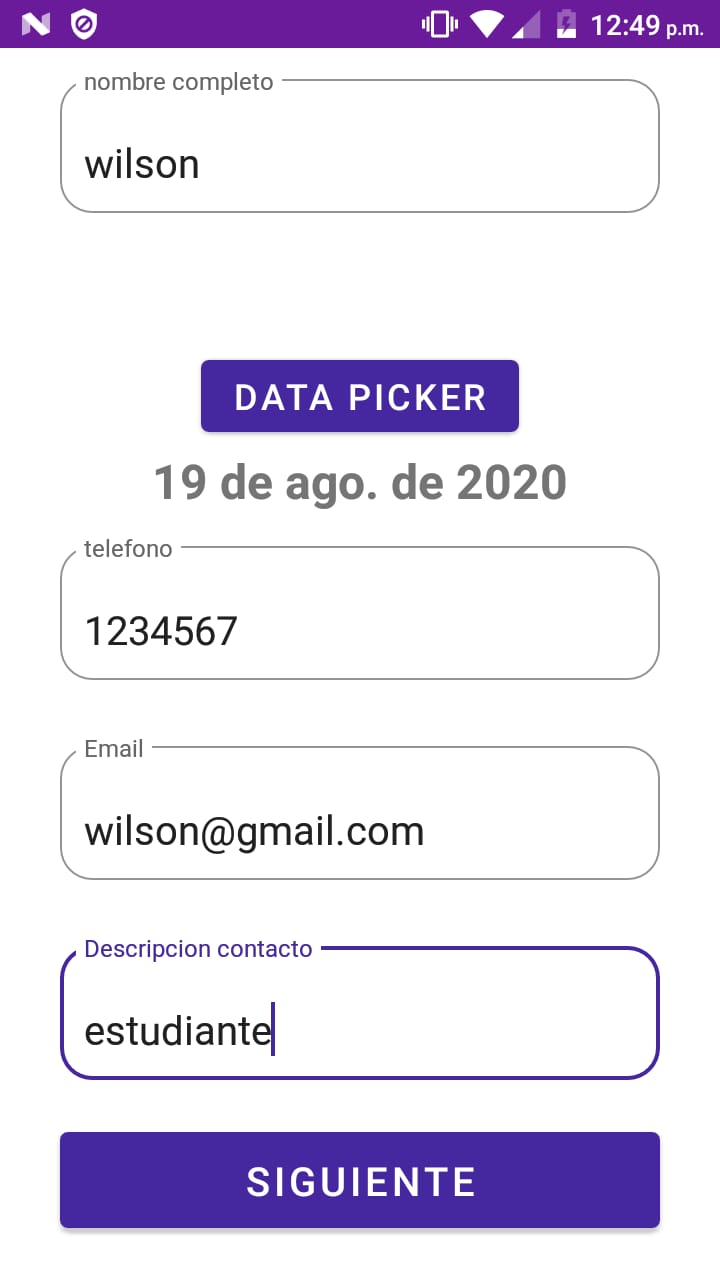 12:49 p.m.
nombre completo
wilson
DATA PICKER
19 de ago. de 2020
telefono
1234567
Email
wilson@gmail.com
Descripcion contacto
estudiante
SIGUIENTE